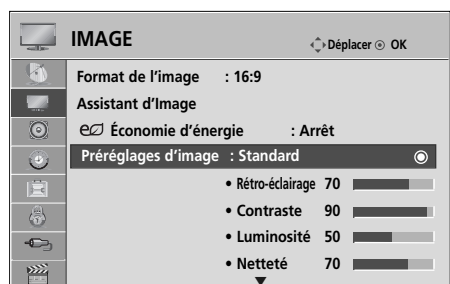 IMAGE Déplacer OK
Format de l'image : 16:9
Assistant d'Image
Économie d'énergie : Arrêt
Préréglages d'image : Standard
• Rétro-éclairage 70
• Contraste 90
• Luminosité 50
• Netteté 70